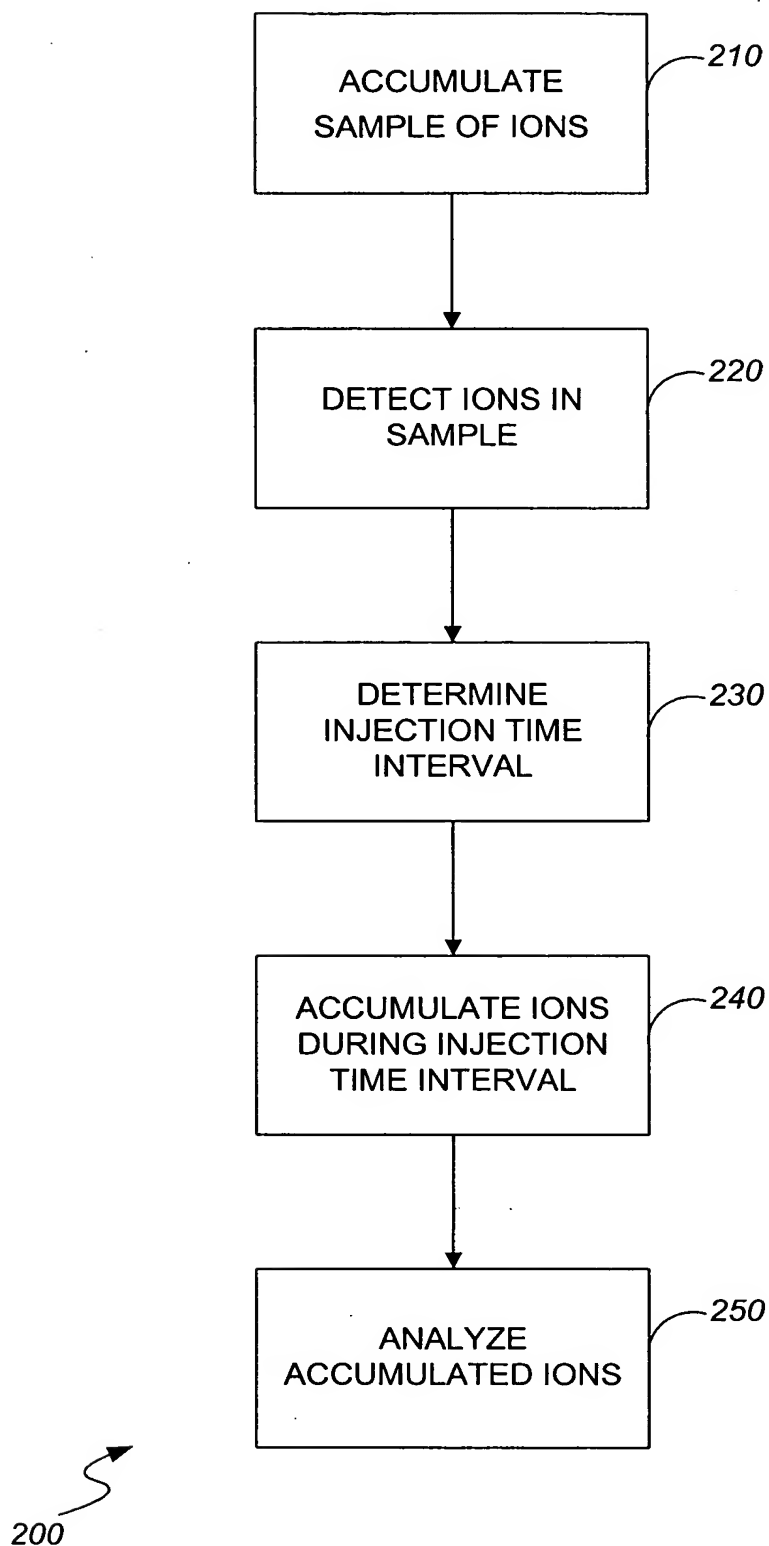 ACCUMULATE
SAMPLE OF IONS
210
DETECT IONS IN
SAMPLE
220
DETERMINE
INJECTION TIME
INTERVAL
230
ACCUMULATE IONS
DURING INJECTION
TIME INTERVAL
240
ANALYZE
ACCUMULATED IONS
250
200